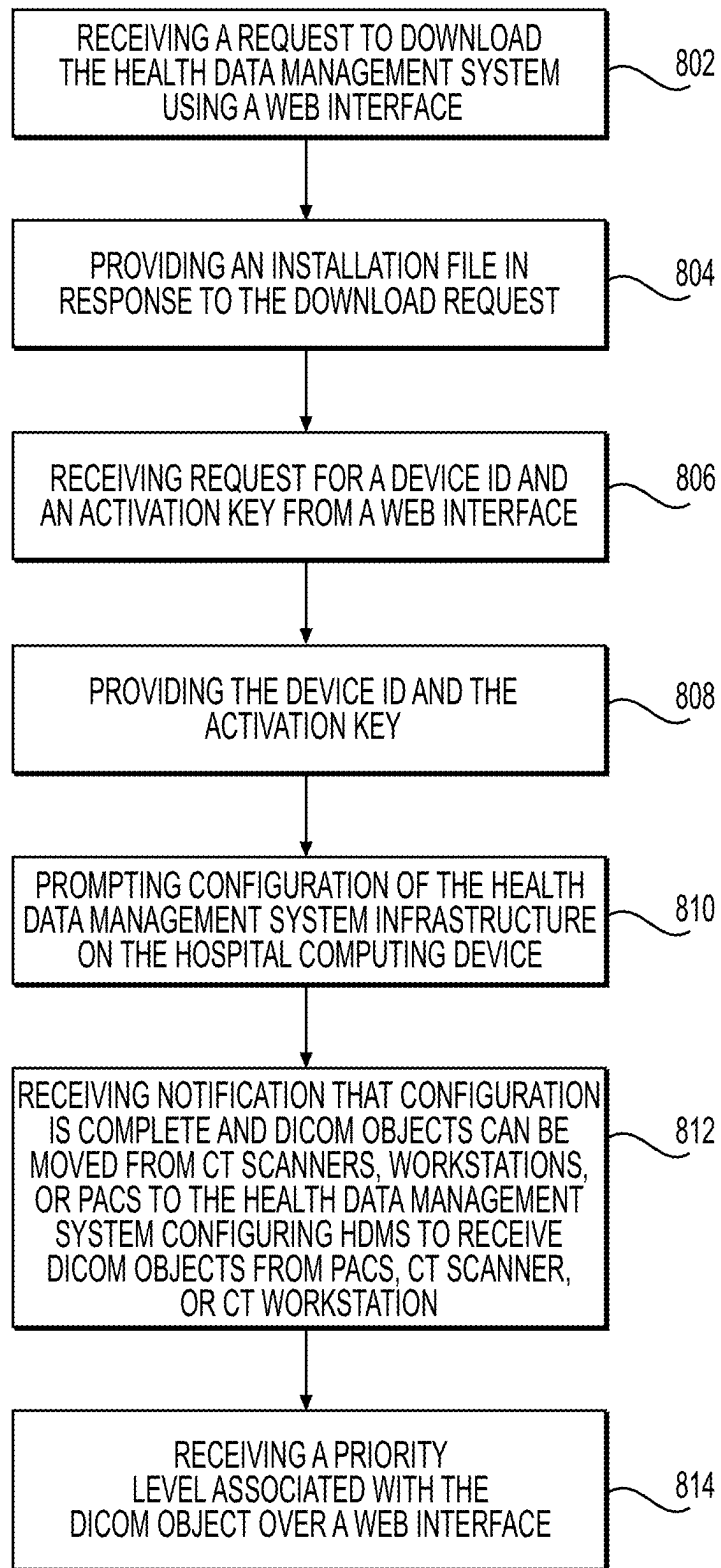 RECEIVING A REQUEST TO DOWNLOAD
THE HEALTH DATA MANAGEMENT SYSTEM
USING A WEB INTERFACE
802
PROVIDING AN INSTALLATION FILE IN
RESPONSE TO THE DOWNLOAD REQUEST
804
RECEIVING REQUEST FOR A DEVICE ID AND
AN ACTIVATION KEY FROM A WEB INTERFACE
806
PROVIDING THE DEVICE ID AND THE
ACTIVATION KEY
808
PROMPTING CONFIGURATION OF THE HEALTH
DATA MANAGEMENT SYSTEM INFRASTRUCTURE
ON THE HOSPITAL COMPUTING DEVICE
810
RECEIVING NOTIFICATION THAT CONFIGURATION
IS COMPLETE AND DICOM OBJECTS CAN BE
MOVED FROM CT SCANNERS, WORKSTATIONS,
OR PACS TO THE HEALTH DATA MANAGEMENT
SYSTEM CONFIGURING HDMS TO RECEIVE
DICOM OBJECTS FROM PACS, CT SCANNER,
OR CT WORKSTATION
812
RECEIVING A PRIORITY
LEVEL ASSOCIATED WITH THE
DICOM OBJECT OVER A WEB INTERFACE
814